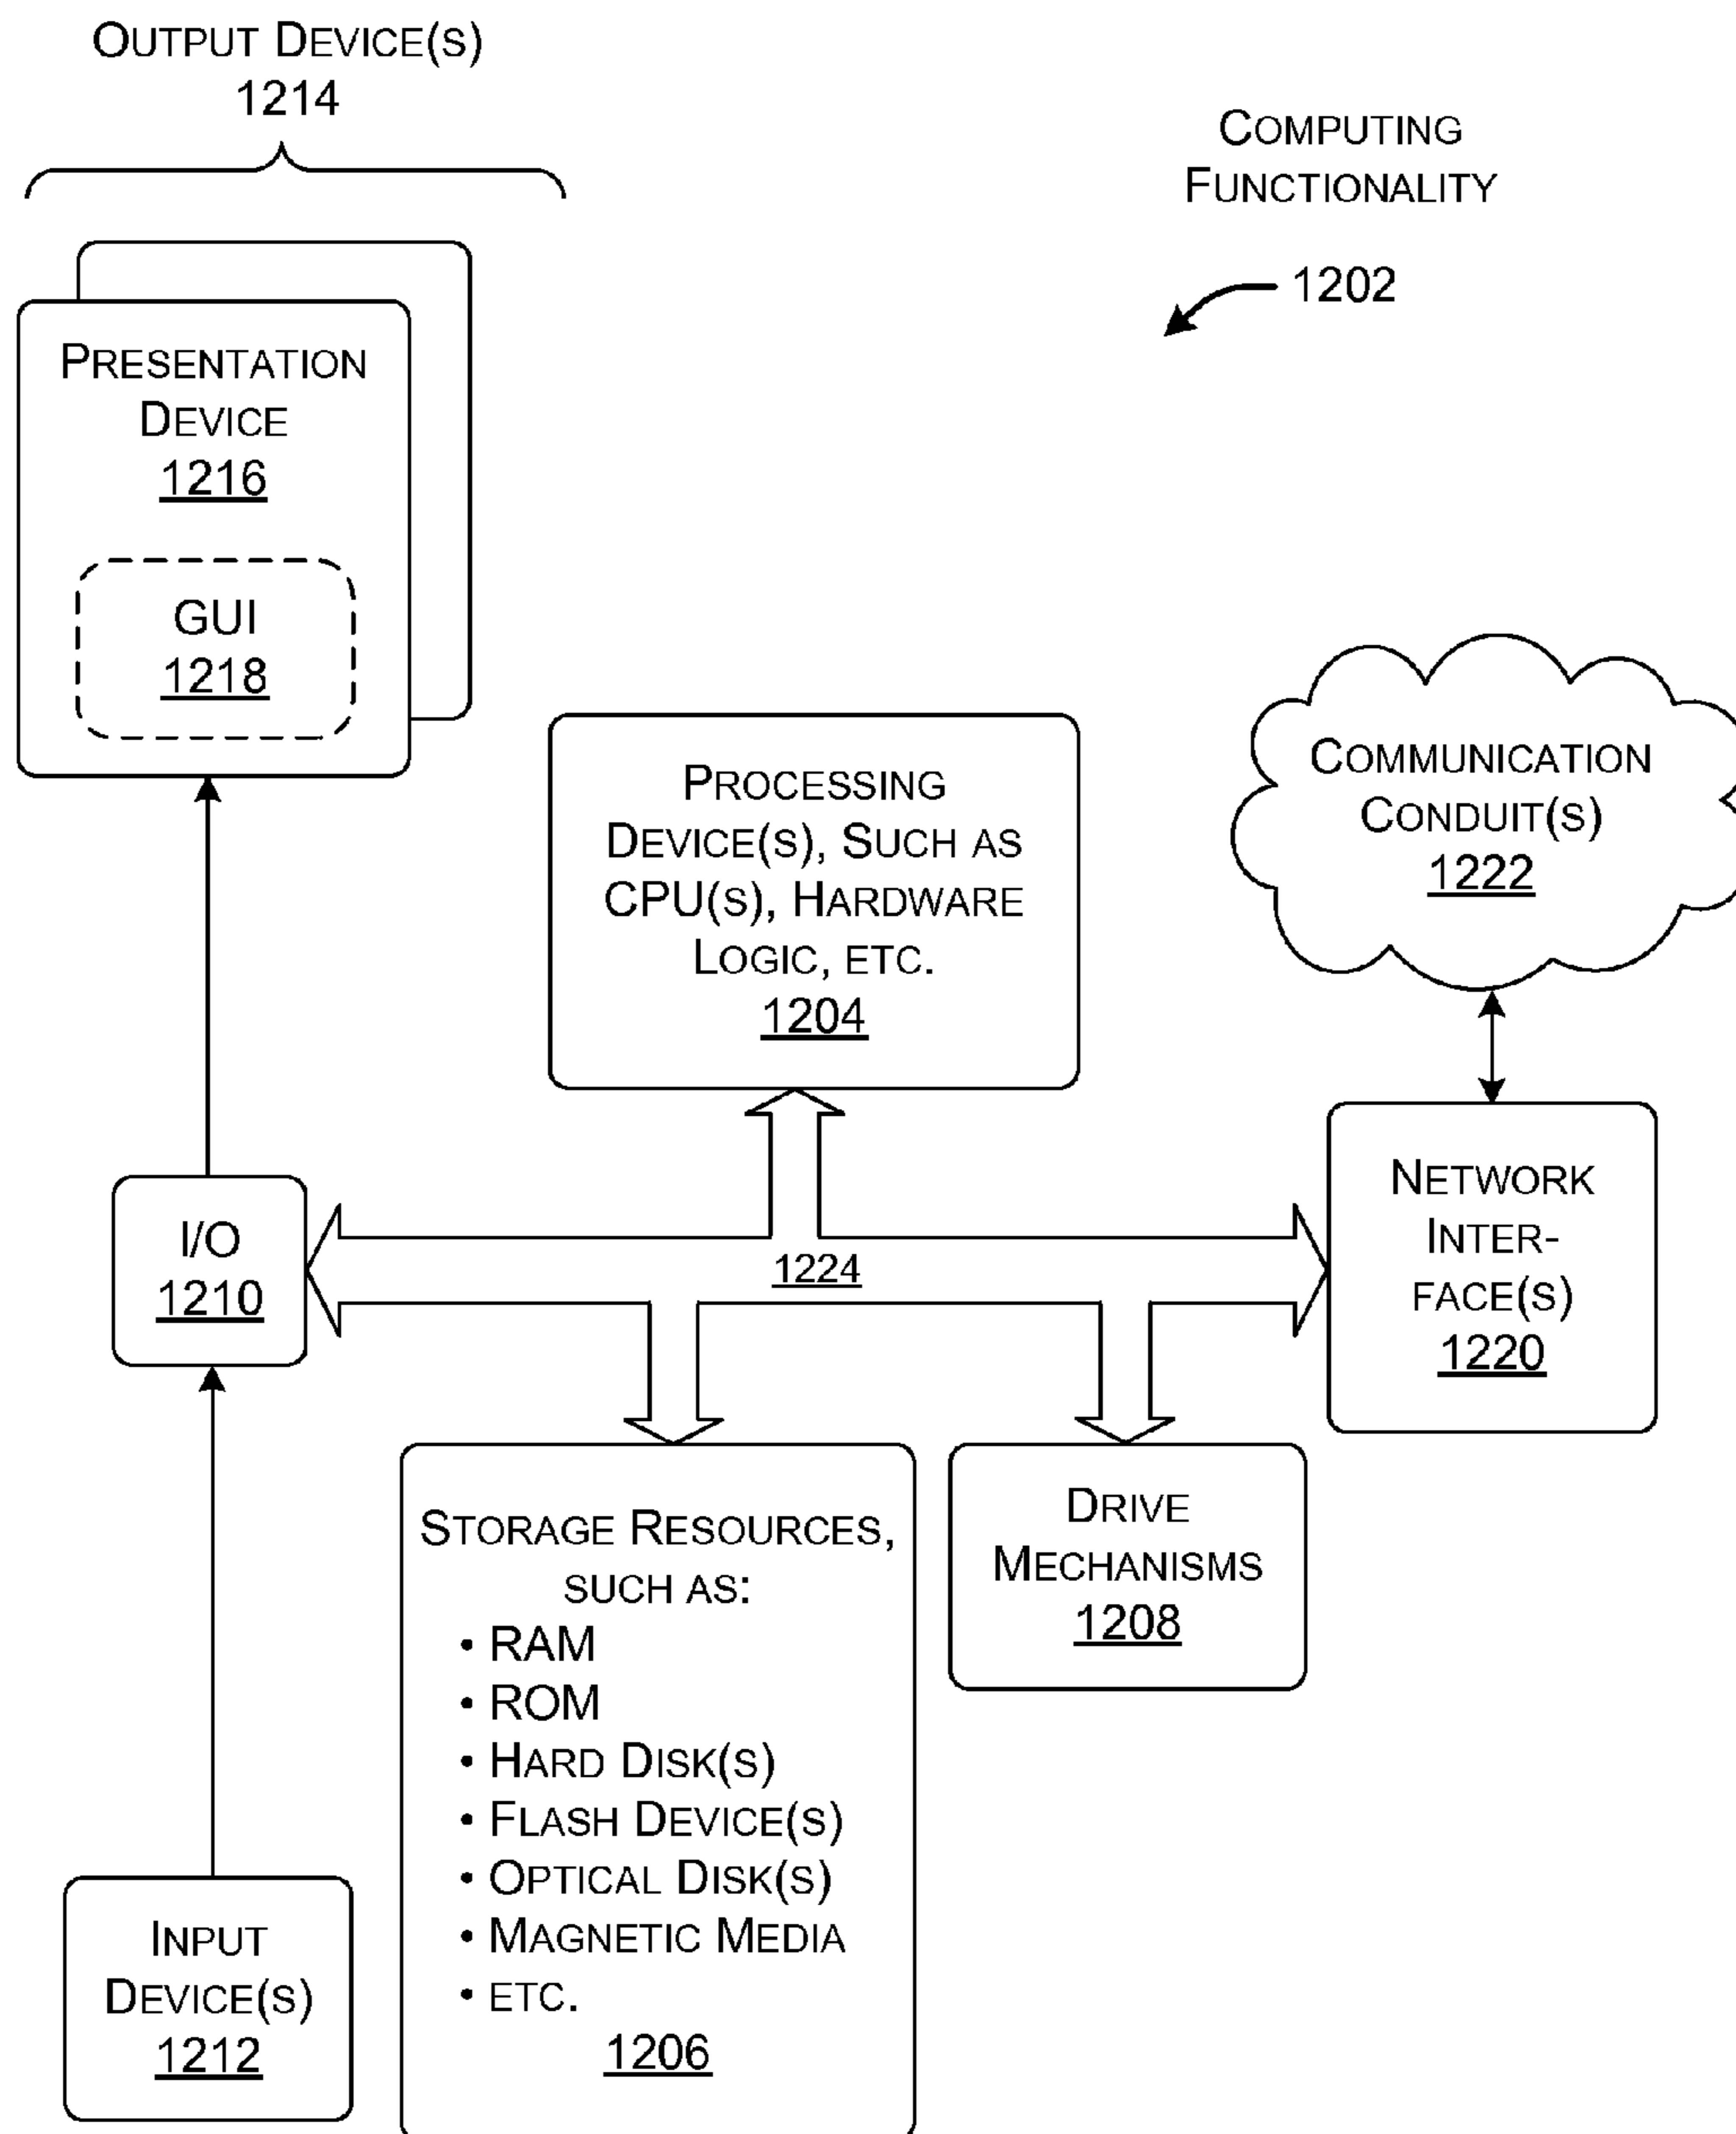 OUTPUT DEVICE(S)
1214
COMPUTING
FUNCTIONALITY
1202
PRESENTATION
DEVICE
1216
GUI
1218
PROCESSING
DEVICE(S), SUCH AS
CPU(S), HARDWARE
LOGIC, ETC.
1204
COMMUNICATION
CONDUIT(S)
1222
I/O
1210
1224
NETWORK
INTER-
FACE(S)
1220
STORAGE RESOURCES,
SUCH AS:
• RAM
• ROM
• HARD DISK(S)
• FLASH DEVICE(S)
• OPTICAL DISK(S)
• MAGNETIC MEDIA
• ETC.
1206
DRIVE
MECHANISMS
1208
INPUT
DEVICE(S)
1212